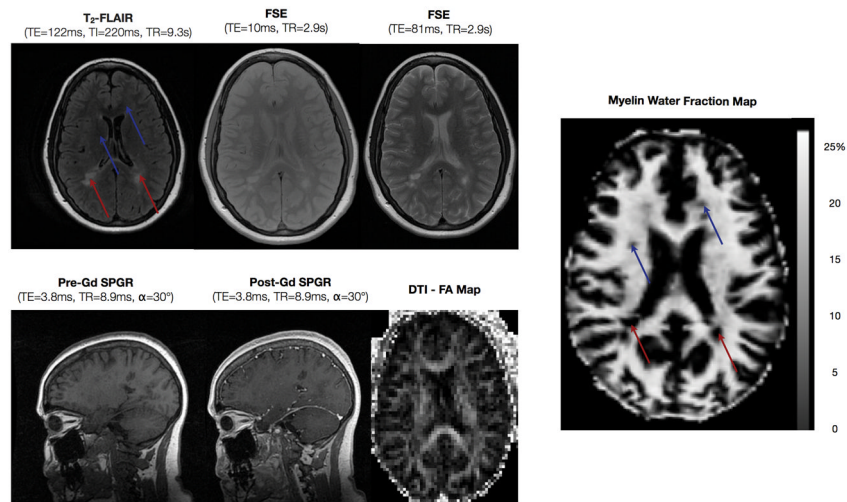 T₂-FLAIR
(TE=122ms, TI=220ms, TR=9.3s)
FSE
(TE=10ms, TR=2.9s)
FSE
(TE=81ms, TR=2.9s)
Myelin Water Fraction Map
25%
20
15
10
5
0
Pre-Gd SPGR
(TE=3.8ms, TR=8.9ms, α=30°)
Post-Gd SPGR
(TE=3.8ms, TR=8.9ms, α=30°)
DTI - FA Map